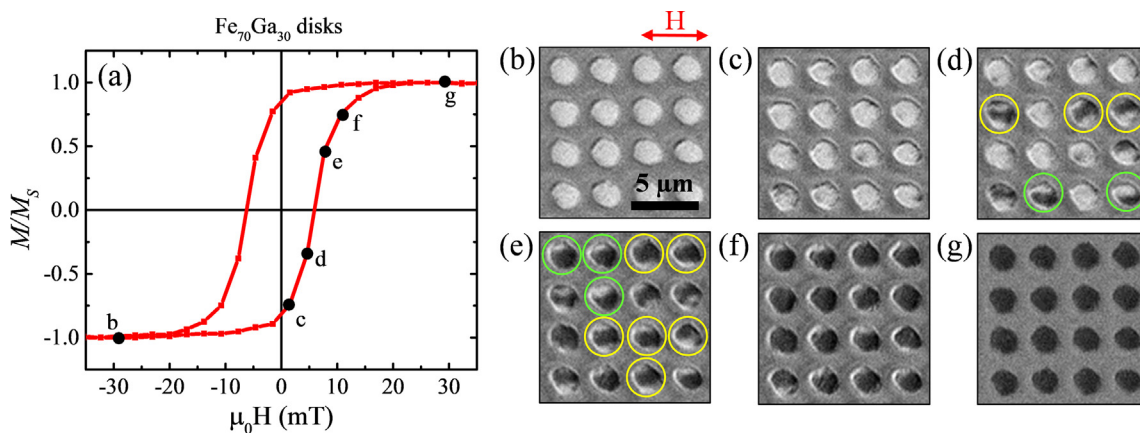 Fe₇₀Ga₃₀ disks
(a)
M/M_S
1.0
0.5
0.0
-0.5
-1.0
b
c
d
e
f
g
-30 -20 -10 0 10 20 30
μ₀H (mT)
H
(b)
5 μm
(c)
(d)
(e)
(f)
(g)